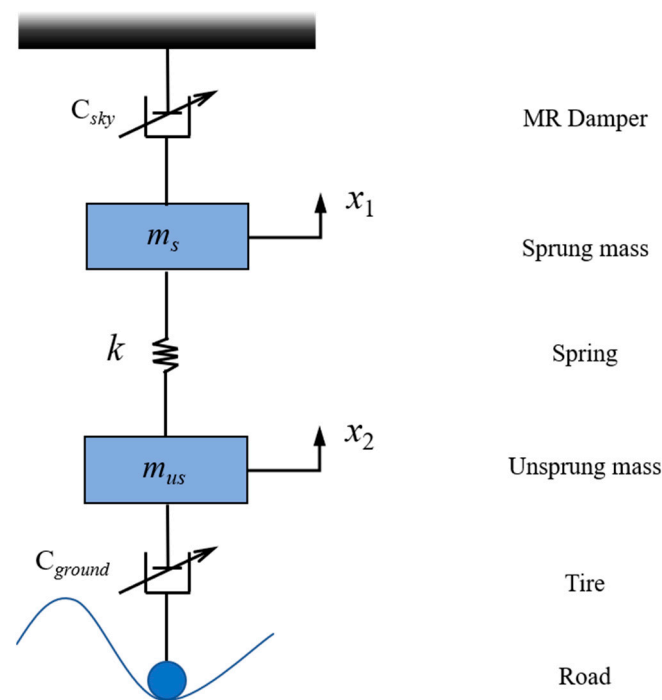 C_sky
MR Damper
x_1
m_s
Sprung mass
k
Spring
x_2
m_us
Unsprung mass
C_ground
Tire
Road